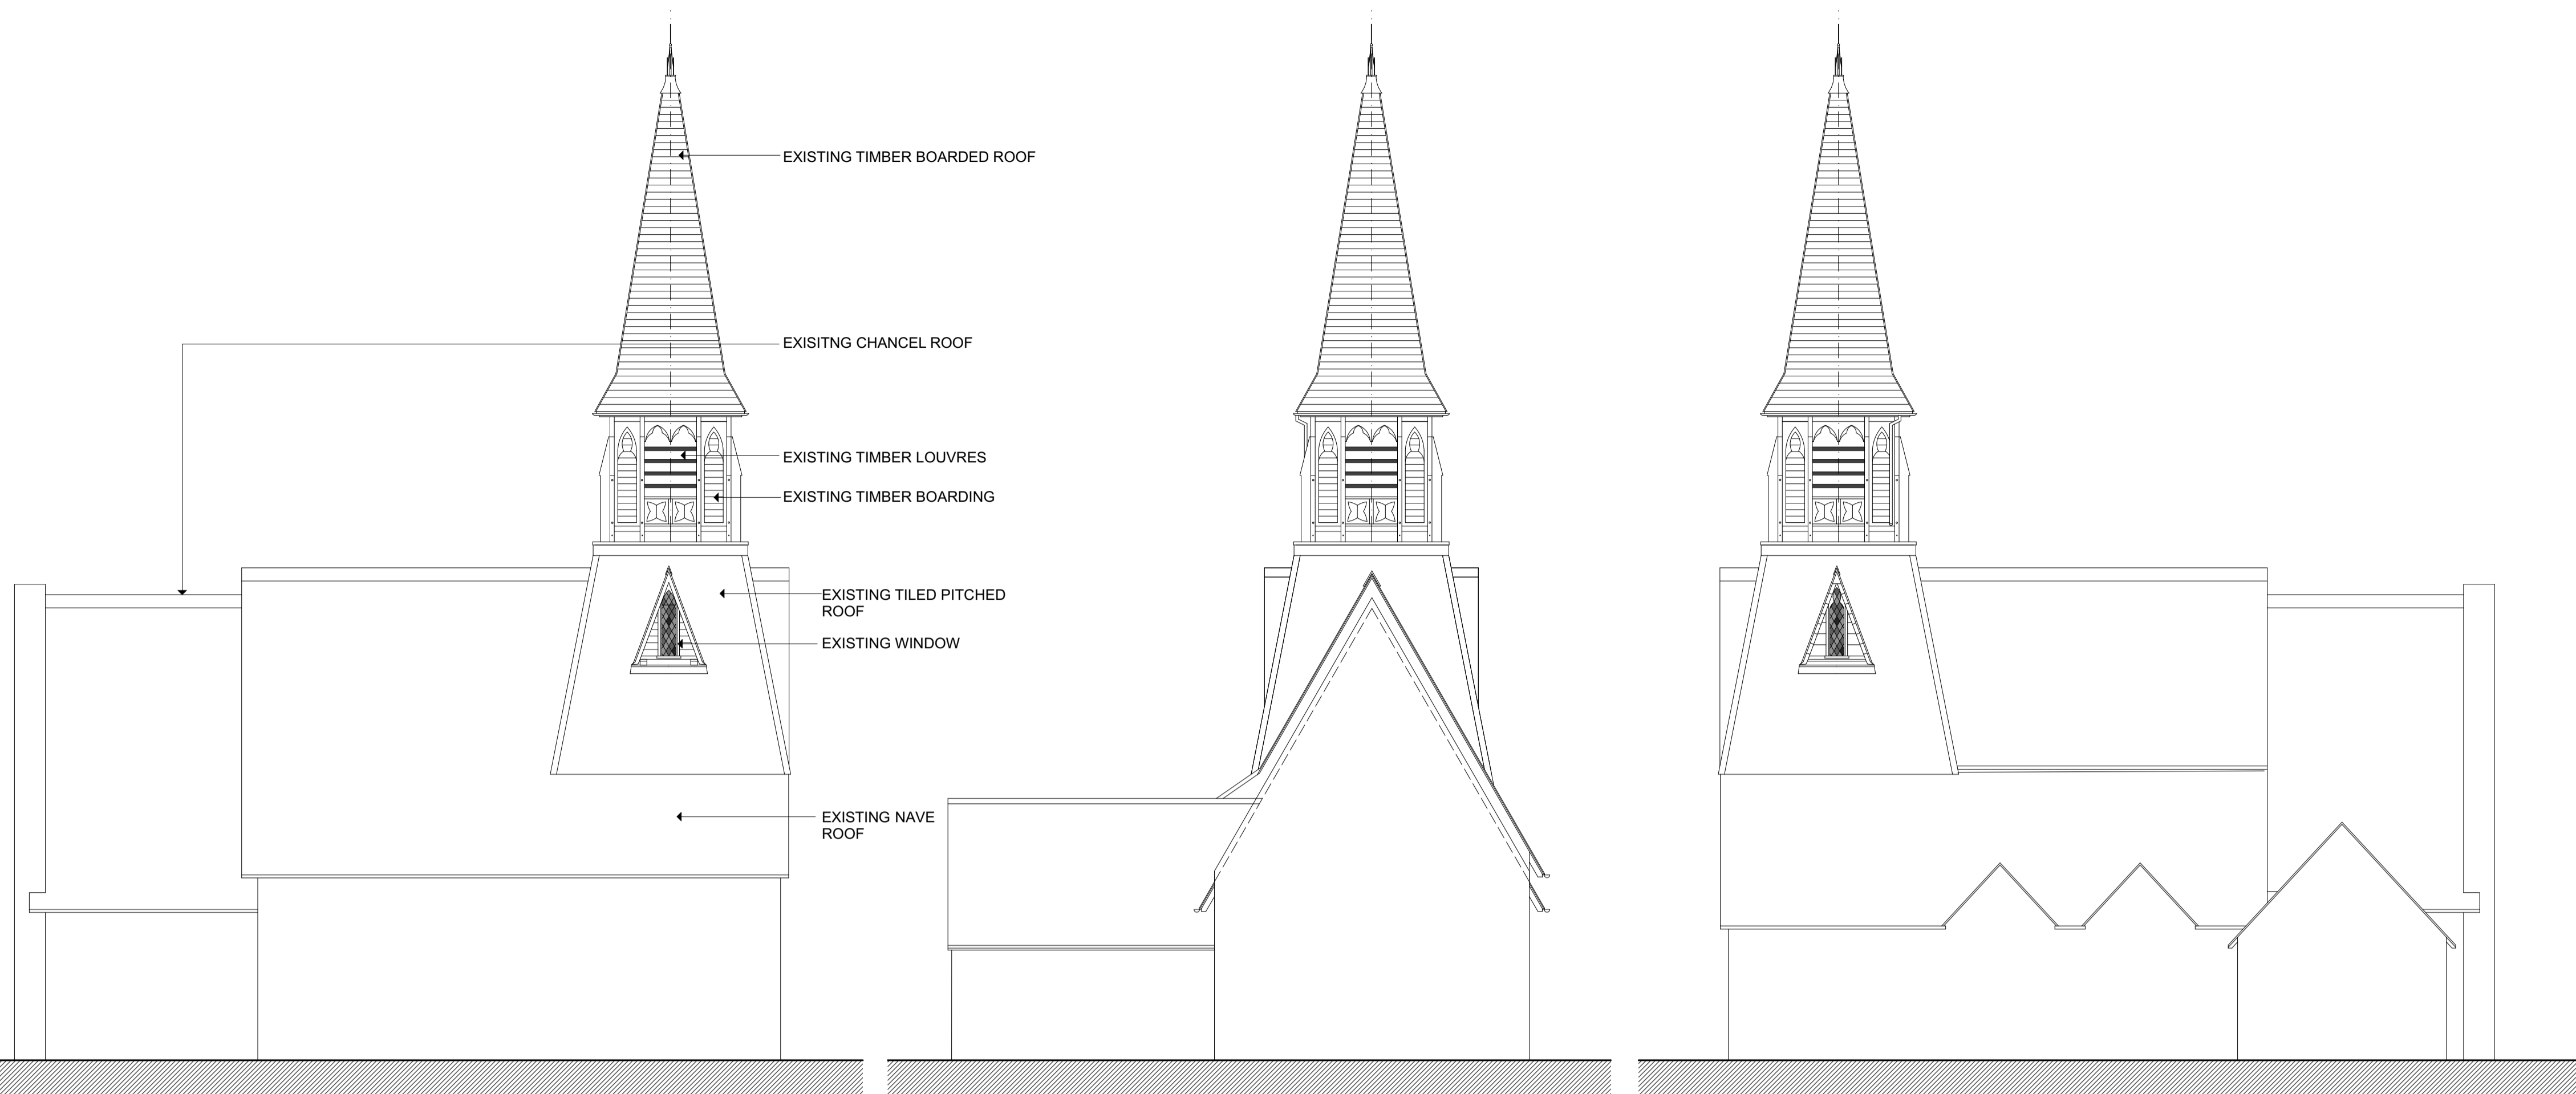 EXISTING TIMBER BOARDED ROOF
EXISITNG CHANCEL ROOF
EXISTING TIMBER LOUVRES
EXISTING TIMBER BOARDING
EXISTING TILED PITCHED
ROOF
EXISTING WINDOW
EXISTING NAVE
ROOF